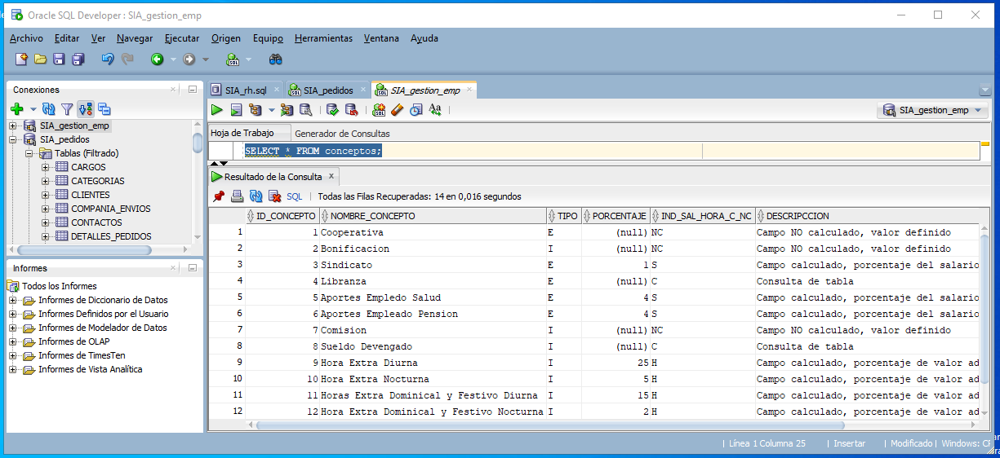 Oracle SQL Developer : SIA_gestion_emp
Archivo Editar Ver Navegar Ejecutar Origen Equipo Herramientas Ventana Ayuda
Conexiones
SIA_gestion_emp
SIA_pedidos
Tablas (Filtrado)
CARGOS
CATEGORIAS
CLIENTES
COMPANIA_ENVIOS
CONTACTOS
DETALLES_PEDIDOS
Informes
Todos los Informes
Informes de Diccionario de Datos
Informes Definidos por el Usuario
Informes de Modelador de Datos
Informes de OLAP
Informes de TimesTen
Informes de Vista Analítica
SIA_rh.sql SIA_pedidos SIA_gestion_emp
SIA_gestion_emp
Hoja de Trabajo Generador de Consultas
SELECT * FROM conceptos;
Resultado de la Consulta x
SQL | Todas las Filas Recuperadas: 14 en 0,016 segundos
ID_CONCEPTO NOMBRE_CONCEPTO TIPO PORCENTAJE IND_SAL_HORA_C_NC DESCRIPCCION
1 1 Cooperativa E (null) NC Campo NO calculado, valor definido
2 2 Bonificacion I (null) NC Campo NO calculado, valor definido
3 3 Sindicato E 1 S Campo calculado, porcentaje del salario
4 4 Libranza E (null) C Consulta de tabla
5 5 Aportes Empledo Salud E 4 S Campo calculado, porcentaje del salario
6 6 Aportes Empleado Pension E 4 S Campo calculado, porcentaje del salario
7 7 Comision I (null) NC Campo NO calculado, valor definido
8 8 Sueldo Devengado I (null) C Consulta de tabla
9 9 Hora Extra Diurna I 25 H Campo calculado, porcentaje de valor ad
10 10 Hora Extra Nocturna I 5 H Campo calculado, porcentaje de valor ad
11 11 Horas Extra Dominical y Festivo Diurna I 15 H Campo calculado, porcentaje de valor ad
12 12 Hora Extra Dominical y Festivo Nocturna I 2 H Campo calculado, porcentaje de valor ad
| Línea 1 Columna 25 | Insertar | Modificado | Windows: